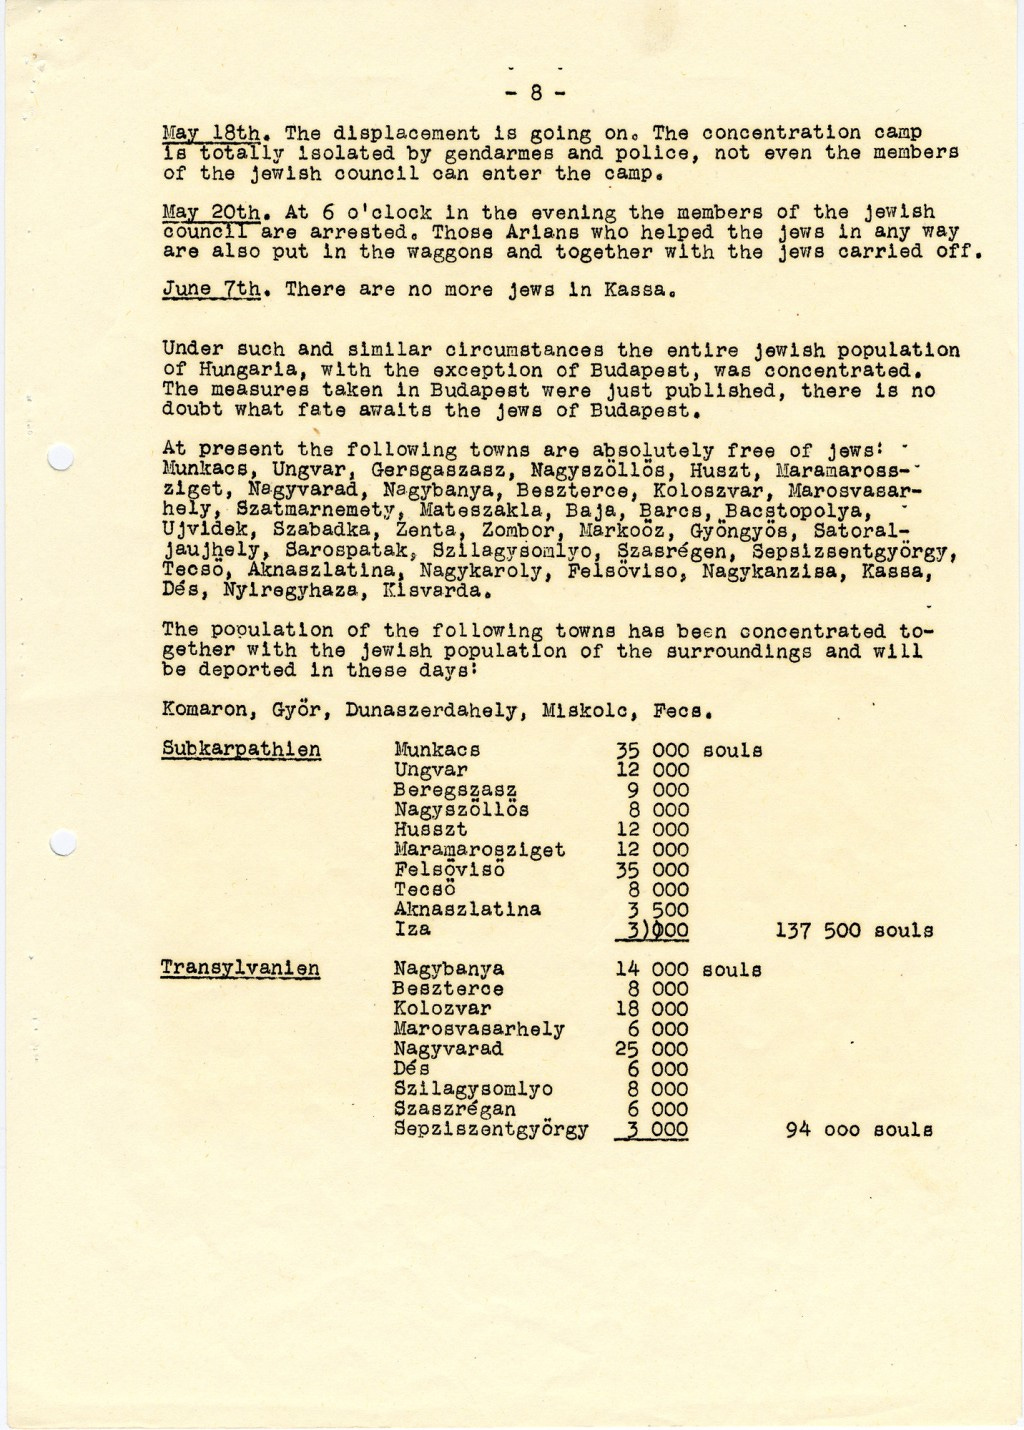 - 8 -
May 18th. The displacement is going on. The concentration camp
is totally isolated by gendarmes and police, not even the members
of the jewish council can enter the camp.
May 20th. At 6 o'clock in the evening the members of the jewish
council are arrested. Those Arians who helped the jews in any way
are also put in the waggons and together with the jews carried off.
June 7th. There are no more jews in Kassa.
Under such and similar circumstances the entire jewish population
of Hungaria, with the exception of Budapest, was concentrated.
The measures taken in Budapest were just published, there is no
doubt what fate awaits the jews of Budapest.
At present the following towns are absolutely free of jews:
Munkacs, Ungvar, Gersgaszasz, Nagyszöllös, Huszt, Maramaross-
ziget, Nagyvarad, Nagybanya, Beszterce, Koloszvar, Marosvasar-
hely, Szatmarnemety, Mateszakla, Baja, Barcs, Bacstopolya,
Ujvidek, Szabadka, Zenta, Zombor, Markoöz, Gyöngyös, Satoral-
jaujhely, Sarospatak, Szilagysomlyo, Szasrégen, Sepsizsentgyörgy,
Tecsö, Aknaszlatina, Nagykaroly, Felsöviso, Nagykanzisa, Kassa,
Dés, Nyiregyhaza, Kisvarda.
The population of the following towns has been concentrated to-
gether with the jewish population of the surroundings and will
be deported in these days:
Komaron, Györ, Dunaszerdahely, Miskolc, Pecs.
Subkarpathien Munkacs 35 000 souls
Ungvar 12 000
Beregszasz 9 000
Nagyszöllös 8 000
Husszt 12 000
Maramarosziget 12 000
Felsövisö 35 000
Tecsö 8 000
Aknaszlatina 3 500
Iza 3)000 137 500 souls
Transylvanien Nagybanya 14 000 souls
Beszterce 8 000
Kolozvar 18 000
Marosvasarhely 6 000
Nagyvarad 25 000
Dés 6 000
Szilagysomlyo 8 000
Szaszrégan 6 000
Sepziszentgyörgy 3 000 94 ooo souls